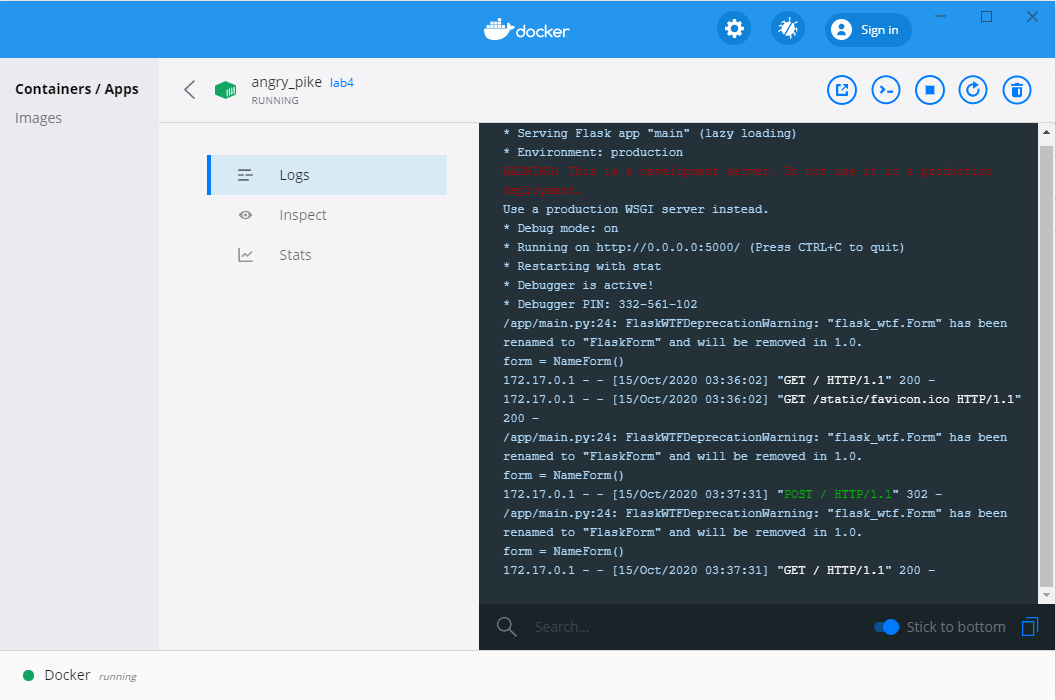 docker
Sign in
Containers / Apps
Images
angry_pike lab4
RUNNING
Logs
Inspect
Stats
* Serving Flask app "main" (lazy loading)
* Environment: production
WARNING: This is a development server. Do not use it in a production
deployment.
Use a production WSGI server instead.
* Debug mode: on
* Running on http://0.0.0.0:5000/ (Press CTRL+C to quit)
* Restarting with stat
* Debugger is active!
* Debugger PIN: 332-561-102
/app/main.py:24: FlaskWTFDeprecationWarning: "flask_wtf.Form" has been
renamed to "FlaskForm" and will be removed in 1.0.
form = NameForm()
172.17.0.1 - - [15/Oct/2020 03:36:02] "GET / HTTP/1.1" 200 -
172.17.0.1 - - [15/Oct/2020 03:36:02] "GET /static/favicon.ico HTTP/1.1"
200 -
/app/main.py:24: FlaskWTFDeprecationWarning: "flask_wtf.Form" has been
renamed to "FlaskForm" and will be removed in 1.0.
form = NameForm()
172.17.0.1 - - [15/Oct/2020 03:37:31] "POST / HTTP/1.1" 302 -
/app/main.py:24: FlaskWTFDeprecationWarning: "flask_wtf.Form" has been
renamed to "FlaskForm" and will be removed in 1.0.
form = NameForm()
172.17.0.1 - - [15/Oct/2020 03:37:31] "GET / HTTP/1.1" 200 -
Search...
Stick to bottom
Docker running